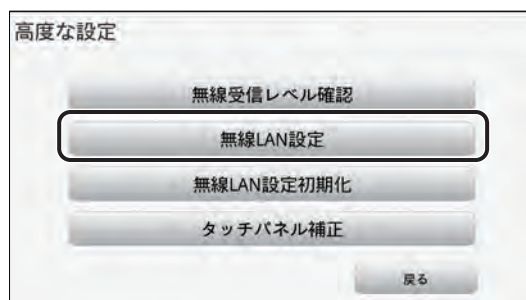 高度な設定
無線受信レベル確認
無線LAN設定
無線LAN設定初期化
タッチパネル補正
戻る